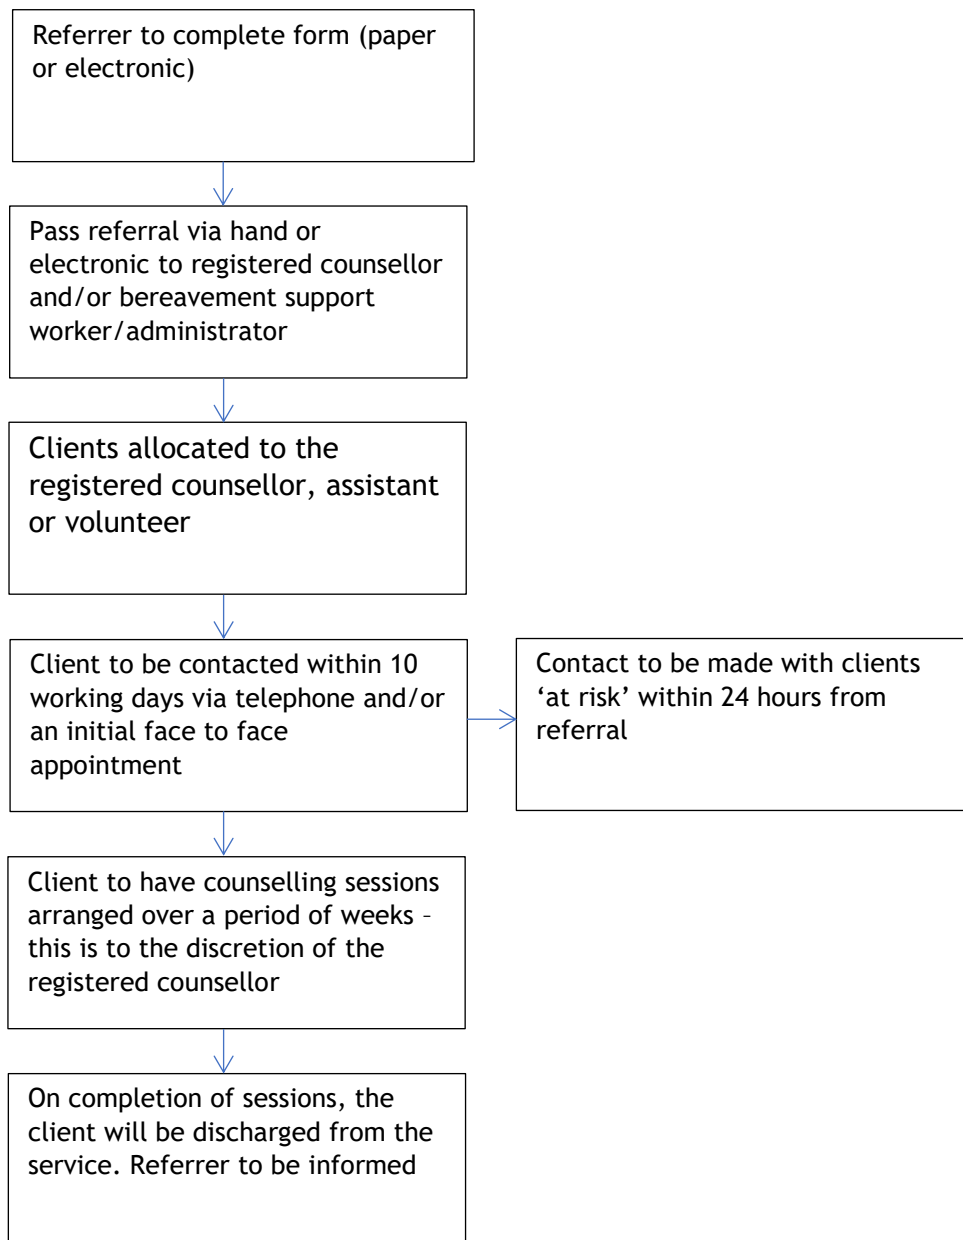 Referrer to complete form (paper
or electronic)
Pass referral via hand or
electronic to registered counsellor
and/or bereavement support
worker/administrator
Clients allocated to the
registered counsellor, assistant
or volunteer
Client to be contacted within 10
working days via telephone and/or
an initial face to face
appointment
Contact to be made with clients
‘at risk’ within 24 hours from
referral
Client to have counselling sessions
arranged over a period of weeks –
this is to the discretion of the
registered counsellor
On completion of sessions, the
client will be discharged from the
service. Referrer to be informed